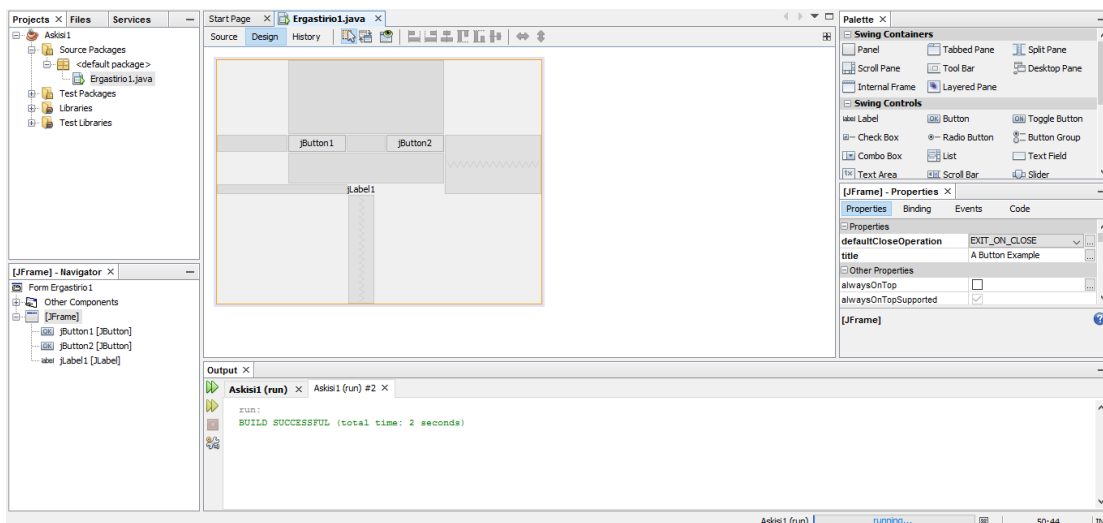 Projects × Files Services
Askisi1
Source Packages
<default package>
Ergastirio1.java
Test Packages
Libraries
Test Libraries
[JFrame] - Navigator ×
Form Ergastirio1
Other Components
[JFrame]
jButton1 [JButton]
jButton2 [JButton]
label jLabel1 [JLabel]
Start Page × Ergastirio1.java ×
Source Design History
jButton1 jButton2
jLabel1
Palette ×
Swing Containers
Panel Tabbed Pane Split Pane
Scroll Pane Tool Bar Desktop Pane
Internal Frame Layered Pane
Swing Controls
label Label OK Button ON Toggle Button
Check Box Radio Button Button Group
Combo Box List Text Field
Text Area Scroll Bar Slider
[JFrame] - Properties ×
Properties Binding Events Code
Properties
defaultCloseOperation EXIT_ON_CLOSE
title A Button Example
Other Properties
alwaysOnTop
alwaysOnTopSupported
[JFrame]
Output ×
Askisi1 (run) × Askisi1 (run) #2 ×
run:
BUILD SUCCESSFUL (total time: 2 seconds)
Askisi1 (run) running... 50:44